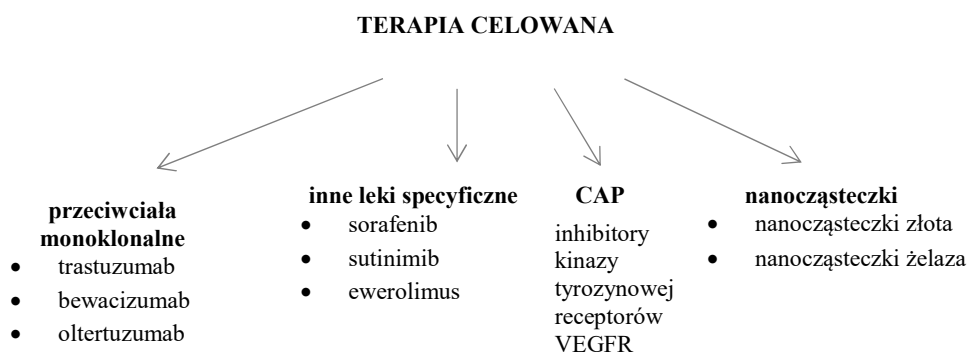 TERAPIA CELOWANA
przeciwciała
monoklonalne
• trastuzumab
• bewacizumab
• oltertuzumab
inne leki specyficzne
• sorafenib
• sutinimib
• ewerolimus
CAP
inhibitory
kinazy
tyrozynowej
receptorów
VEGFR
nanocząsteczki
• nanocząsteczki złota
• nanocząsteczki żelaza